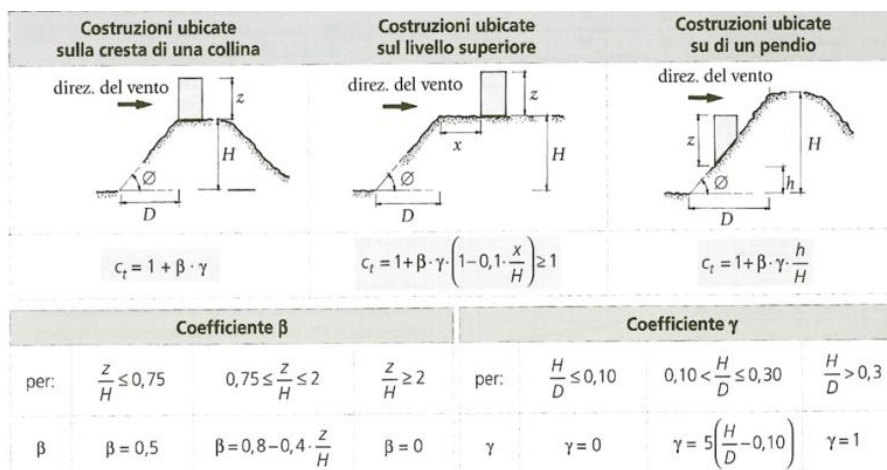 Costruzioni ubicate
sulla cresta di una collina
Costruzioni ubicate
sul livello superiore
Costruzioni ubicate
su di un pendio
direz. del vento
z
H
Ø
D
direz. del vento
z
x
H
Ø
D
direz. del vento
z
H
h
Ø
D
c_t = 1 + β · γ
c_t = 1+β·γ·(1−0,1·x/H)≥1
c_t = 1+β·γ·h/H
Coefficiente β
Coefficiente γ
per: z/H ≤0,75 0,75≤ z/H ≤2 z/H ≥2 per: H/D ≤0,10 0,10< H/D ≤0,30 H/D >0,3
β β=0,5 β=0,8−0,4· z/H β=0 γ γ=0 γ= 5(H/D −0,10) γ=1